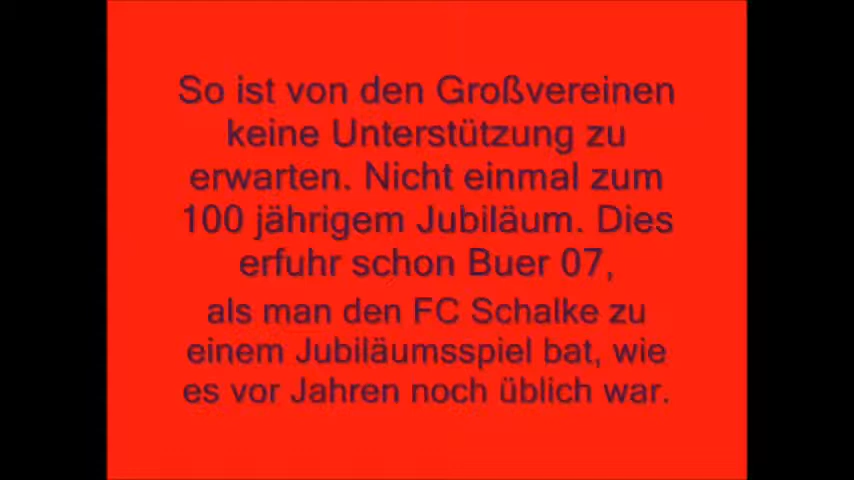 So ist von den Großvereinen
keine Unterstützung zu
erwarten. Nicht einmal zum
100 jährigem Jubiläum. Dies
erfuhr schon Buer 07,
als man den FC Schalke zu
einem Jubiläumsspiel bat, wie
es vor Jahren noch üblich war.